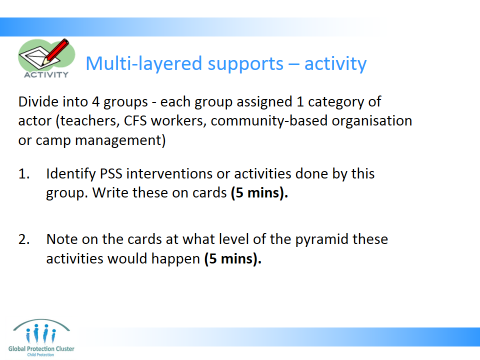 ACTIVITY
Multi-layered supports – activity
Divide into 4 groups - each group assigned 1 category of
actor (teachers, CFS workers, community-based organisation
or camp management)
1. Identify PSS interventions or activities done by this
group. Write these on cards (5 mins).
2. Note on the cards at what level of the pyramid these
activities would happen (5 mins).
Global Protection Cluster
Child Protection